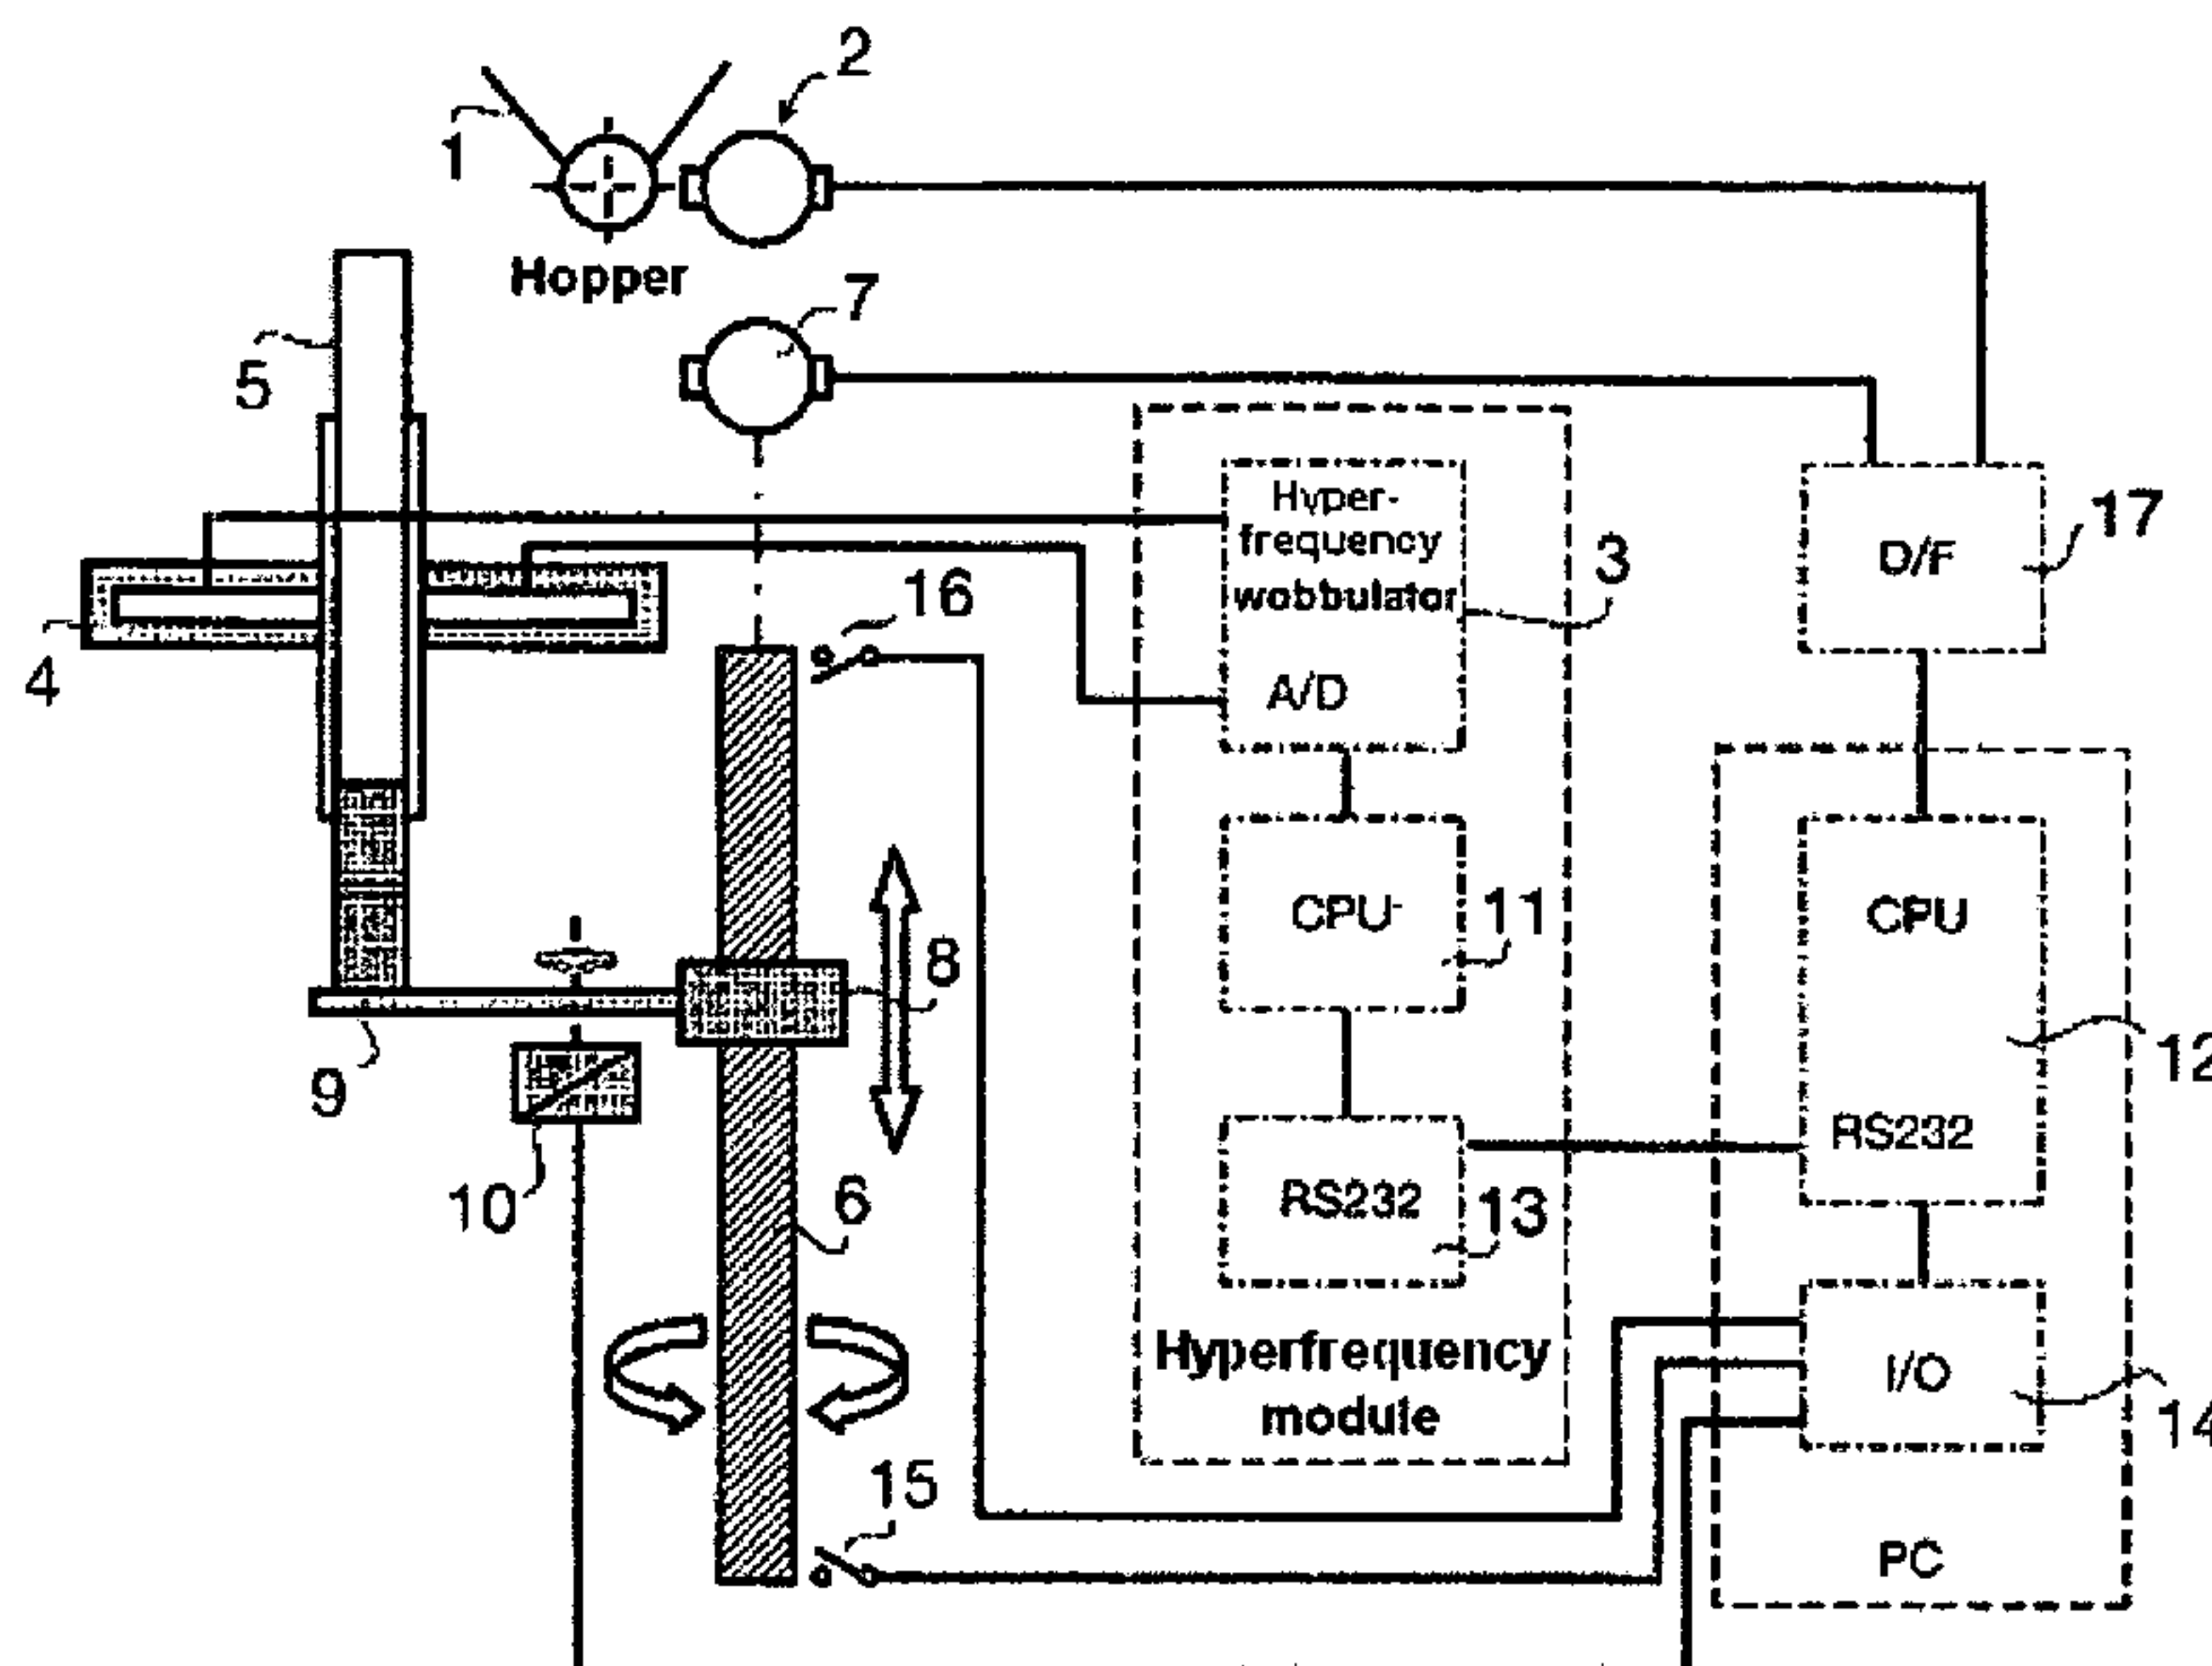 2
1
Hopper
7
5
Hyper-
frequency
wobbulator
3
D/F
17
16
4
A/D
CPU
11
CPU
8
12
9
RS232
10
6
RS232
13
Hyperfrequency
module
I/O
14
15
PC